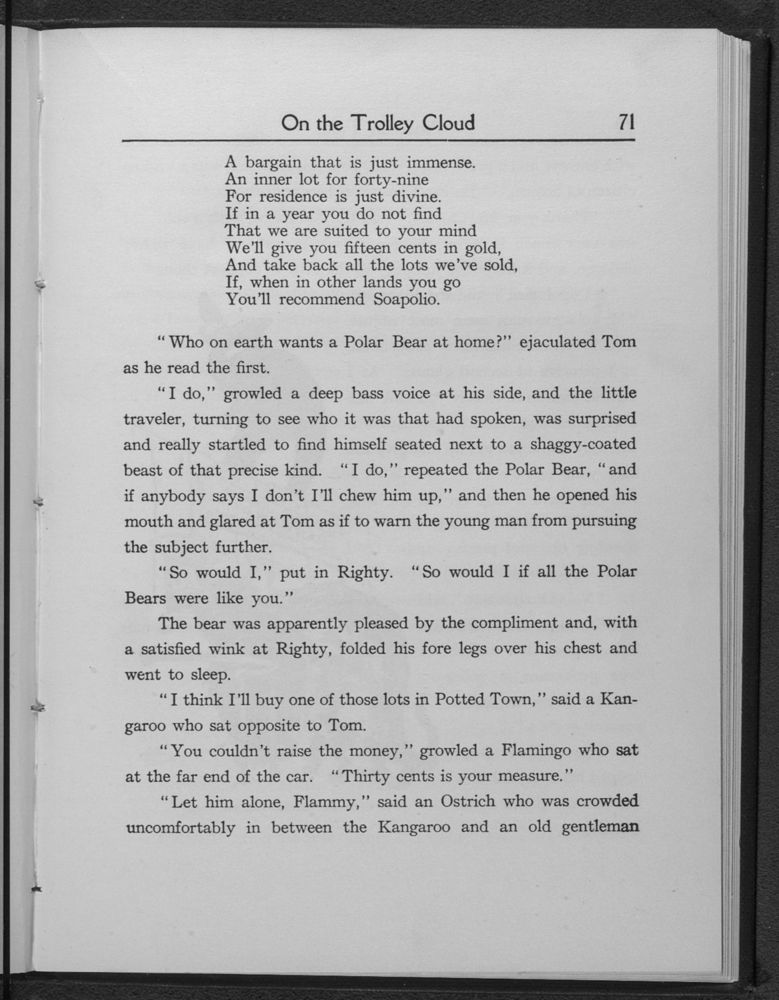 On the Trolley Cloud 71
A bargain that is just immense.
An inner lot for forty-nine
For residence is just divine.
If in a year you do not find
That we are suited to your mind
We'll give you fifteen cents in gold,
And take back all the lots we've sold,
If, when in other lands you go
You'll recommend Soapolio.
"Who on earth wants a Polar Bear at home?" ejaculated Tom
as he read the first.
"I do," growled a deep bass voice at his side, and the little
traveler, turning to see who it was that had spoken, was surprised
and really startled to find himself seated next to a shaggy-coated
beast of that precise kind. "I do," repeated the Polar Bear, "and
if anybody says I don't I'll chew him up," and then he opened his
mouth and glared at Tom as if to warn the young man from pursuing
the subject further.
"So would I," put in Righty. "So would I if all the Polar
Bears were like you."
The bear was apparently pleased by the compliment and, with
a satisfied wink at Righty, folded his fore legs over his chest and
went to sleep.
"I think I'll buy one of those lots in Potted Town," said a Kan-
garoo who sat opposite to Tom.
"You couldn't raise the money," growled a Flamingo who sat
at the far end of the car. "Thirty cents is your measure."
"Let him alone, Flammy," said an Ostrich who was crowded
uncomfortably in between the Kangaroo and an old gentleman